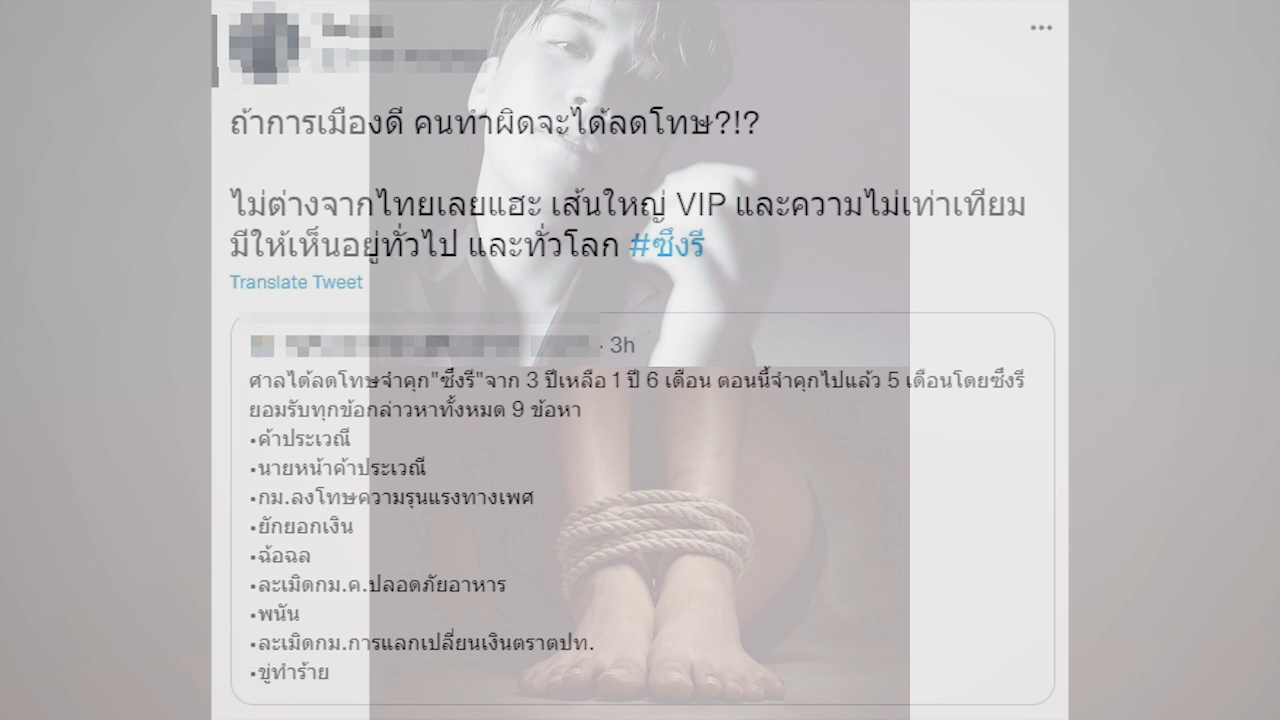 ถ้าการเมืองดี คนทำผิดจะได้ลดโทษ?!?
ไม่ต่างจากไทยเลยแฮะ เส้นใหญ่ VIP และความไม่เท่าเทียม
มีให้เห็นอยู่ทั่วไป และทั่วโลก #ซึงรี
Translate Tweet
· 3h
ศาลได้ลดโทษจำคุก"ซึงรี"จาก 3 ปีเหลือ 1 ปี 6 เดือน ตอนนี้จำคุกไปแล้ว 5 เดือนโดยซึงรี
ยอมรับทุกข้อกล่าวหาทั้งหมด 9 ข้อหา
•ค้าประเวณี
•นายหน้าค้าประเวณี
•กม.ลงโทษความรุนแรงทางเพศ
•ยักยอกเงิน
•ฉ้อฉล
•ละเมิดกม.ค.ปลอดภัยอาหาร
•พนัน
•ละเมิดกม.การแลกเปลี่ยนเงินตราตปท.
•ขู่ทำร้าย